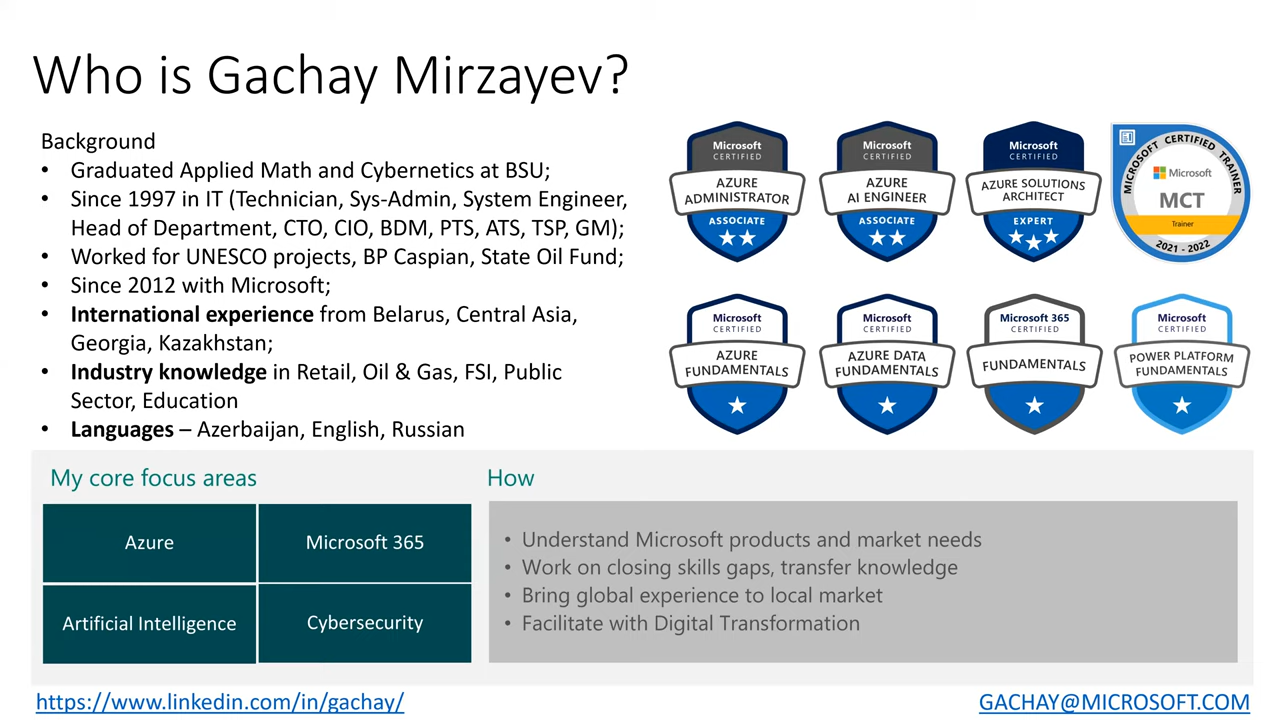 Who is Gachay Mirzayev?
Background
• Graduated Applied Math and Cybernetics at BSU;
• Since 1997 in IT (Technician, Sys-Admin, System Engineer,
Head of Department, CTO, CIO, BDM, PTS, ATS, TSP, GM);
• Worked for UNESCO projects, BP Caspian, State Oil Fund;
• Since 2012 with Microsoft;
• International experience from Belarus, Central Asia,
Georgia, Kazakhstan;
• Industry knowledge in Retail, Oil & Gas, FSI, Public
Sector, Education
• Languages – Azerbaijan, English, Russian
Microsoft
CERTIFIED
AZURE
ADMINISTRATOR
ASSOCIATE
Microsoft
CERTIFIED
AZURE
AI ENGINEER
ASSOCIATE
Microsoft
CERTIFIED
AZURE SOLUTIONS
ARCHITECT
EXPERT
MICROSOFT CERTIFIED TRAINER
Microsoft
MCT
Trainer
2021 - 2022
Microsoft
CERTIFIED
AZURE
FUNDAMENTALS
Microsoft
CERTIFIED
AZURE DATA
FUNDAMENTALS
Microsoft 365
CERTIFIED
FUNDAMENTALS
Microsoft
CERTIFIED
POWER PLATFORM
FUNDAMENTALS
My core focus areas
Azure
Microsoft 365
Artificial Intelligence
Cybersecurity
How
• Understand Microsoft products and market needs
• Work on closing skills gaps, transfer knowledge
• Bring global experience to local market
• Facilitate with Digital Transformation
https://www.linkedin.com/in/gachay/
GACHAY@MICROSOFT.COM